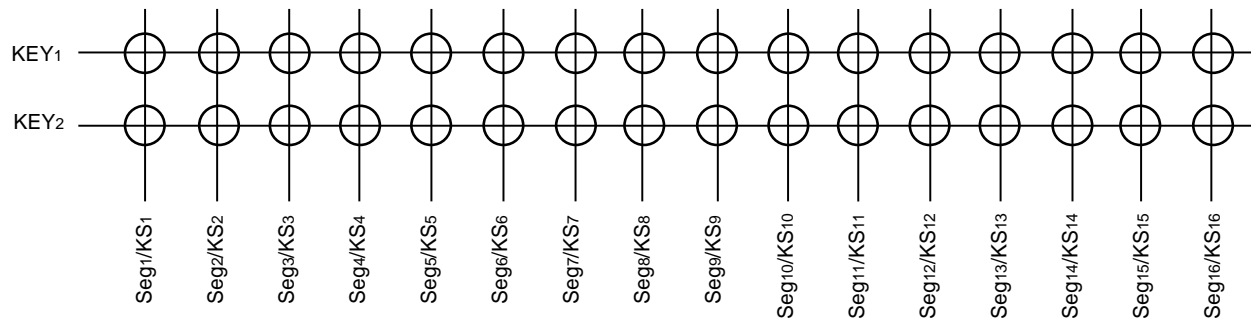 KEY1
KEY2
Seg1/KS1
Seg2/KS2
Seg3/KS3
Seg4/KS4
Seg5/KS5
Seg6/KS6
Seg7/KS7
Seg8/KS8
Seg9/KS9
Seg10/KS10
Seg11/KS11
Seg12/KS12
Seg13/KS13
Seg14/KS14
Seg15/KS15
Seg16/KS16